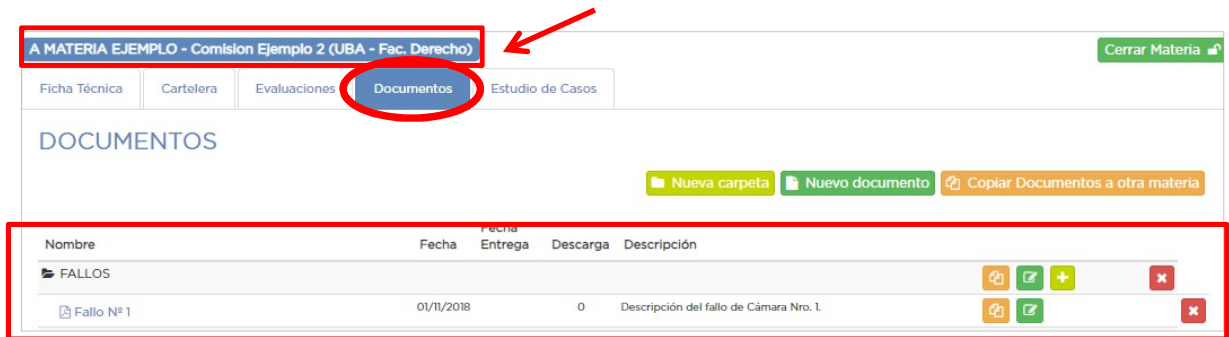 A MATERIA EJEMPLO - Comision Ejemplo 2 (UBA - Fac. Derecho)
Cerrar Materia
Ficha Técnica Cartelera Evaluaciones Documentos Estudio de Casos
DOCUMENTOS
Nueva carpeta Nuevo documento Copiar Documentos a otra materia
Nombre Fecha Fecha Entrega Descarga Descripción
FALLOS
Fallo Nº 1 01/11/2018 0 Descripción del fallo de Cámara Nro. 1.